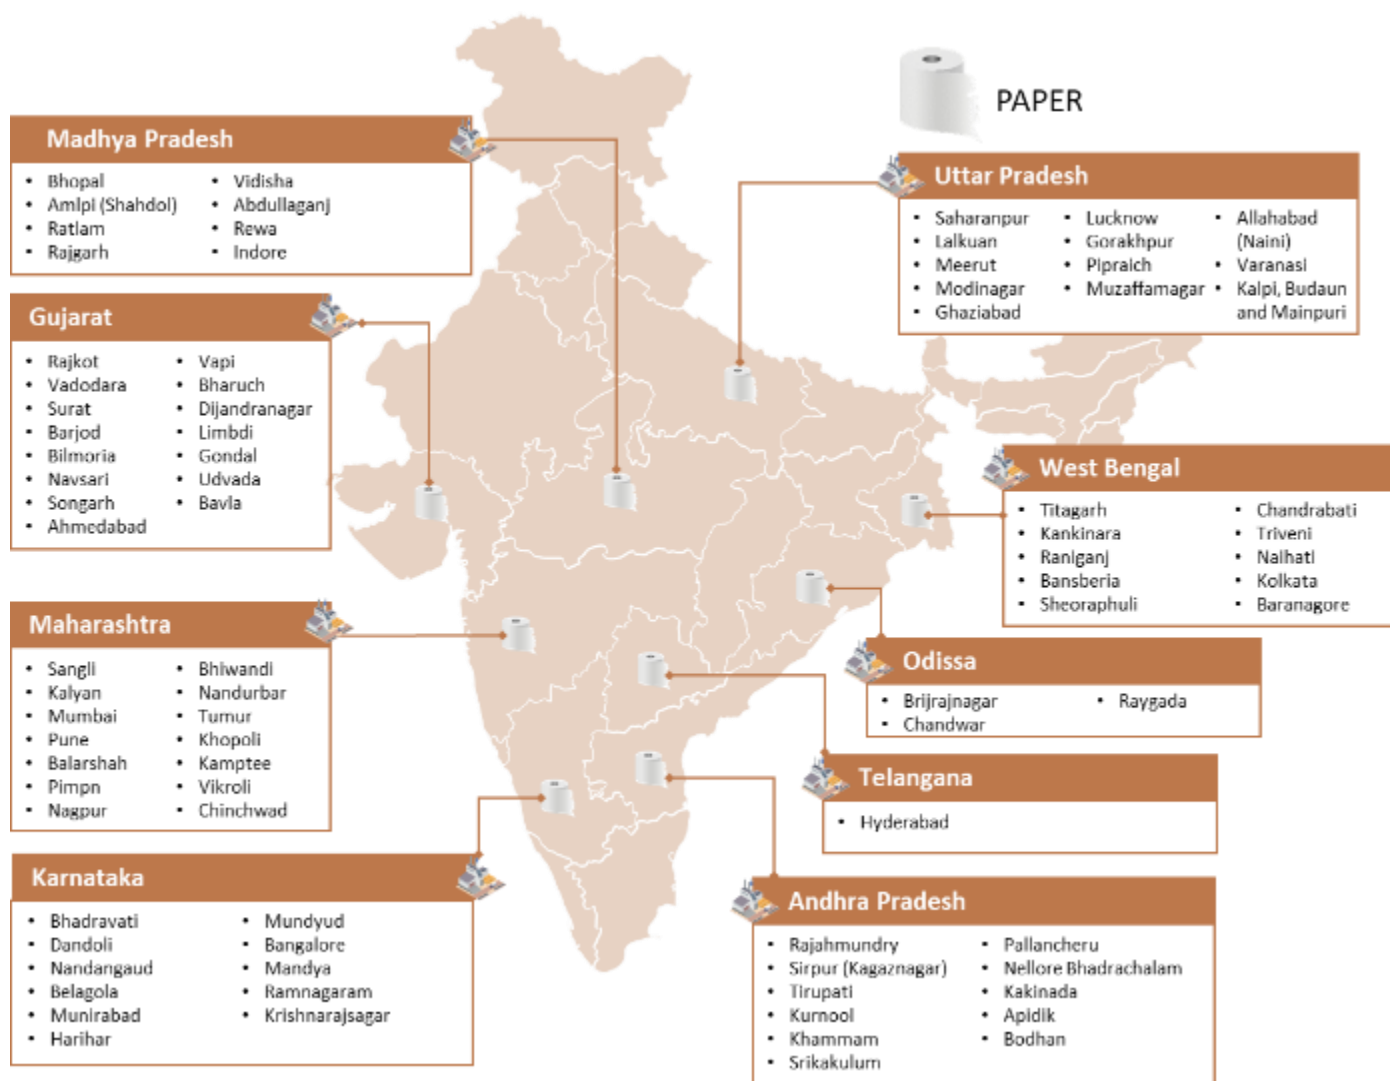 PAPER
Madhya Pradesh
• Bhopal
• Amlpi (Shahdol)
• Ratlam
• Rajgarh
• Vidisha
• Abdullaganj
• Rewa
• Indore
Uttar Pradesh
• Saharanpur
• Lalkuan
• Meerut
• Modinagar
• Ghaziabad
• Lucknow
• Gorakhpur
• Pipraich
• Muzaffamagar
• Allahabad
(Naini)
• Varanasi
• Kalpi, Budaun
and Mainpuri
Gujarat
• Rajkot
• Vadodara
• Surat
• Barjod
• Bilmoria
• Navsari
• Songarh
• Ahmedabad
• Vapi
• Bharuch
• Dijandranagar
• Limbdi
• Gondal
• Udvada
• Bavla
West Bengal
• Titagarh
• Kankinara
• Raniganj
• Bansberia
• Sheoraphuli
• Chandrabati
• Triveni
• Naihati
• Kolkata
• Baranagore
Maharashtra
• Sangli
• Kalyan
• Mumbai
• Pune
• Balarshah
• Pimpn
• Nagpur
• Bhiwandi
• Nandurbar
• Tumur
• Khopoli
• Kamptee
• Vikroli
• Chinchwad
Odissa
• Brijrajnagar
• Chandwar
• Raygada
Telangana
• Hyderabad
Karnataka
• Bhadravati
• Dandoli
• Nandangaud
• Belagola
• Munirabad
• Harihar
• Mundyud
• Bangalore
• Mandya
• Ramnagaram
• Krishnarajsagar
Andhra Pradesh
• Rajahmundry
• Sirpur (Kagaznagar)
• Tirupati
• Kurnool
• Khammam
• Srikakulum
• Pallancheru
• Nellore Bhadrachalam
• Kakinada
• Apidik
• Bodhan